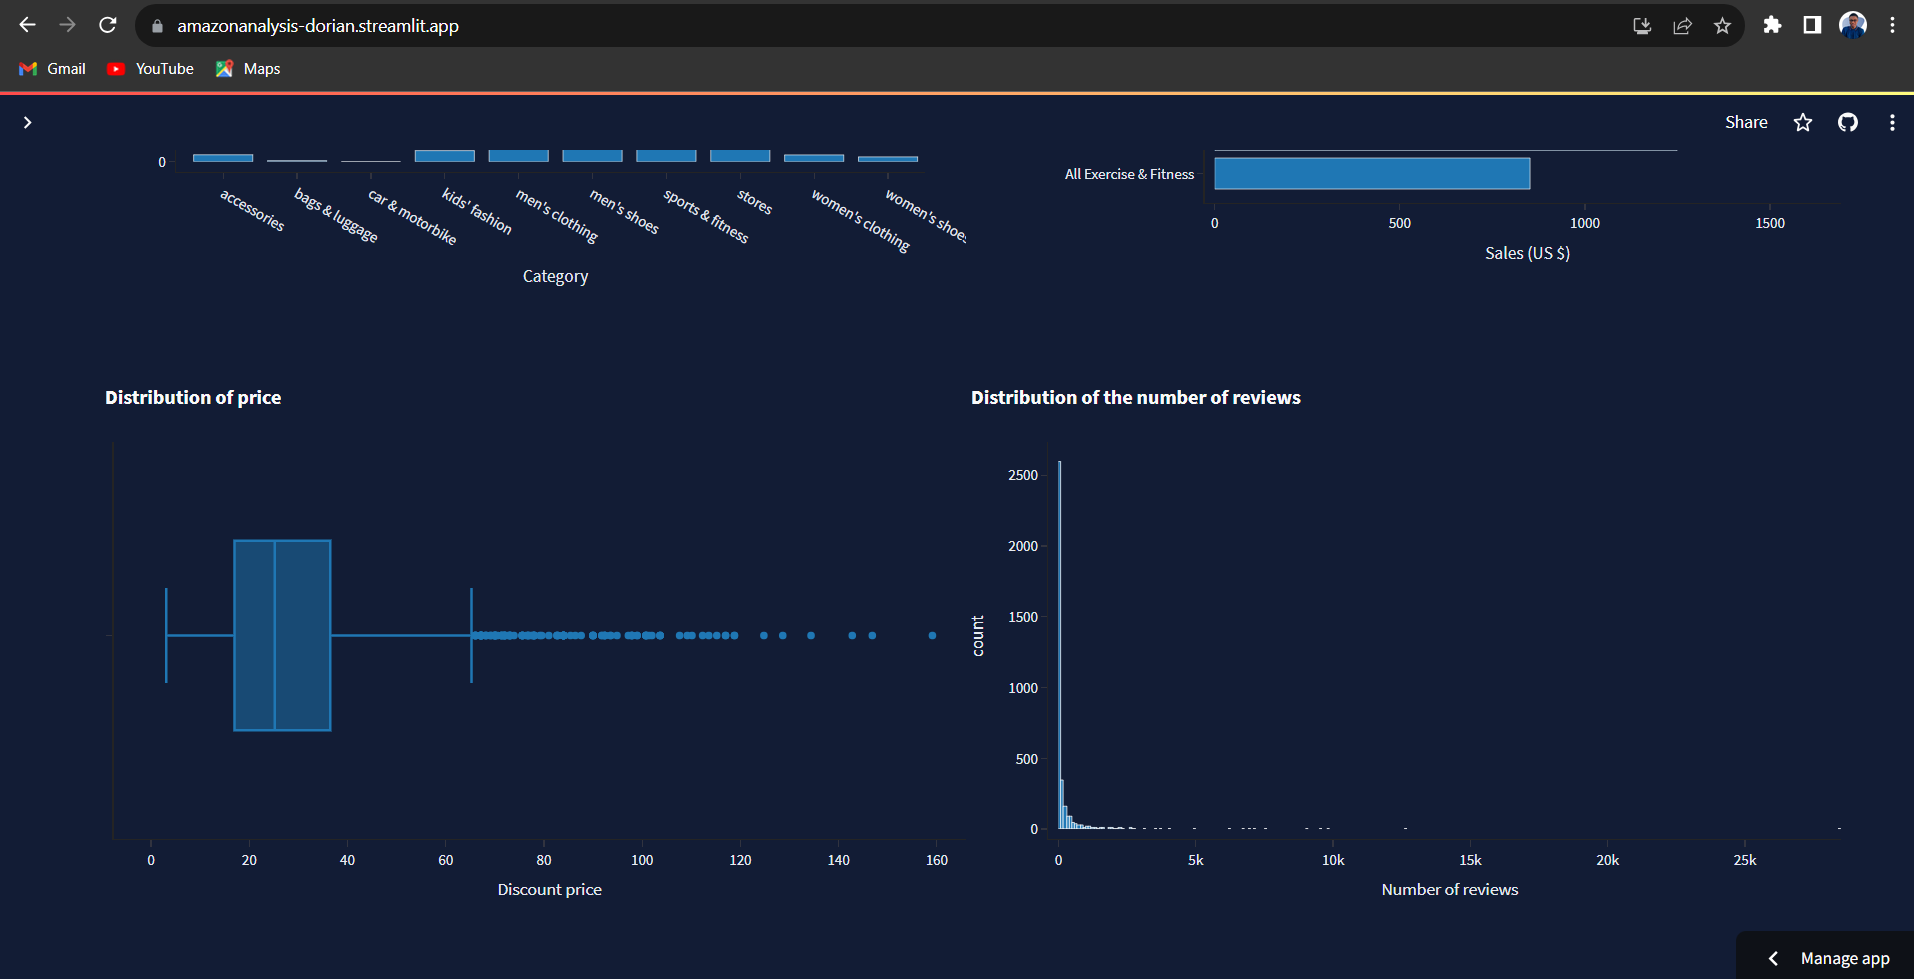 amazonanalysis-dorian.streamlit.app
Gmail YouTube Maps
Share
0
accessories
bags & luggage
car & motorbike
kids' fashion
men's clothing
men's shoes
sports & fitness
stores
women's clothing
women's shoes
Category
All Exercise & Fitness
0 500 1000 1500
Sales (US $)
Distribution of price
0 20 40 60 80 100 120 140 160
Discount price
Distribution of the number of reviews
2500
2000
1500
1000
500
0
count
0 5k 10k 15k 20k 25k
Number of reviews
Manage app